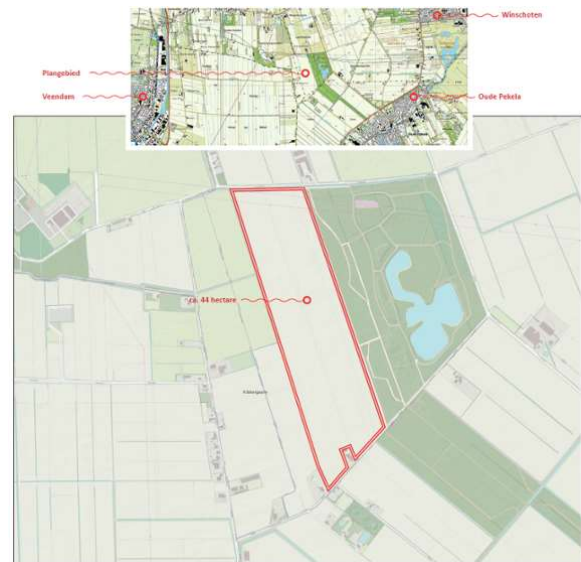 Winschoten
Plangebied
Veendam
Oude Pekela
ca. 44 hectare